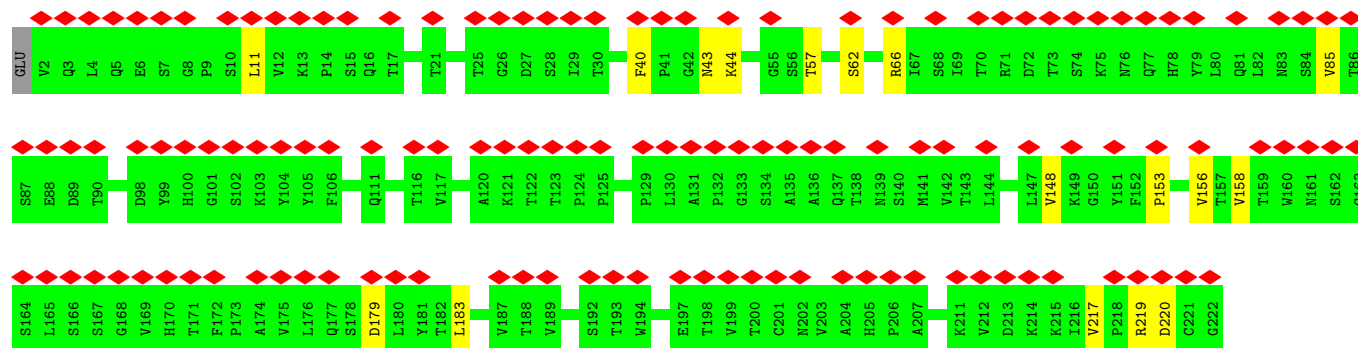 GLU V2 Q3 L4 Q5 E6 S7 G8 P9 S10 L11 V12 K13 P14 S15 Q16 T17 T21 T25 G26 D27 S28 I29 T30 F40 P41 G42 N43 K44 G55 S56 T57 S62 R66 I67 S68 I69 T70 R71 D72 T73 S74 K75 N76 Q77 H78 Y79 L80 Q81 L82 N83 S84 V85 T86
S87 E88 D89 T90 D98 Y99 H100 G101 S102 K103 Y104 Y105 F106 Q111 T116 V117 A120 K121 T122 T123 P124 P125 P129 L130 A131 P132 G133 S134 A135 A136 Q137 T138 N139 S140 M141 V142 T143 L144 L147 V148 K149 G150 Y151 F152 P153 V156 T157 V158 T159 W160 N161 S162 G163
S164 L165 S166 S167 G168 V169 H170 T171 F172 P173 A174 V175 L176 Q177 S178 D179 L180 Y181 T182 L183 V187 T188 V189 S192 T193 W194 E197 T198 V199 T200 C201 N202 V203 A204 H205 P206 A207 K211 V212 D213 K214 K215 I216 V217 P218 R219 D220 C221 G222